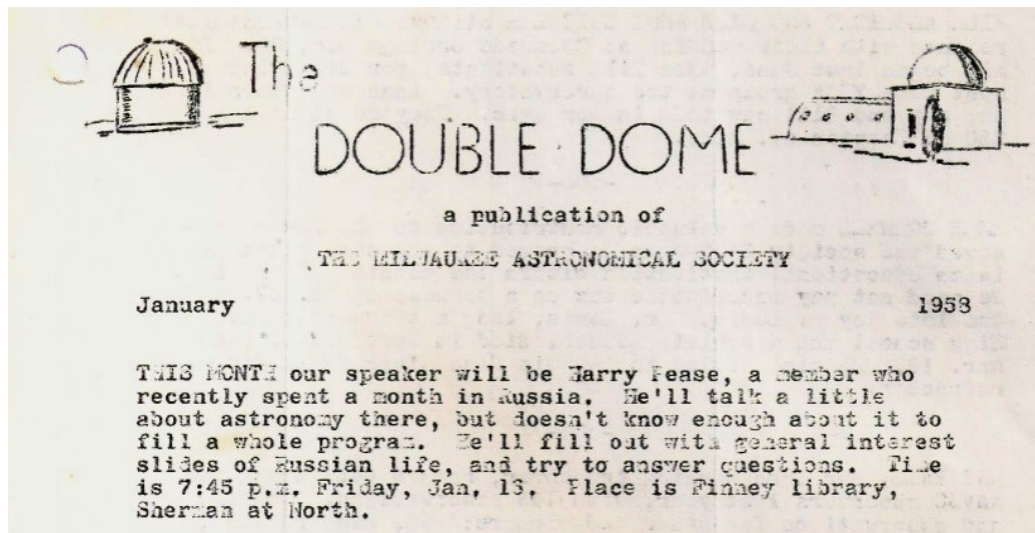 The
DOUBLE DOME
a publication of
THE MILWAUKEE ASTRONOMICAL SOCIETY
January 1958
THIS MONTH our speaker will be Harry Pease, a member who
recently spent a month in Russia. He'll talk a little
about astronomy there, but doesn't know enough about it to
fill a whole program. He'll fill out with general interest
slides of Russian life, and try to answer questions. Time
is 7:45 p.m. Friday, Jan, Place is Finney library,
Sherman at North.